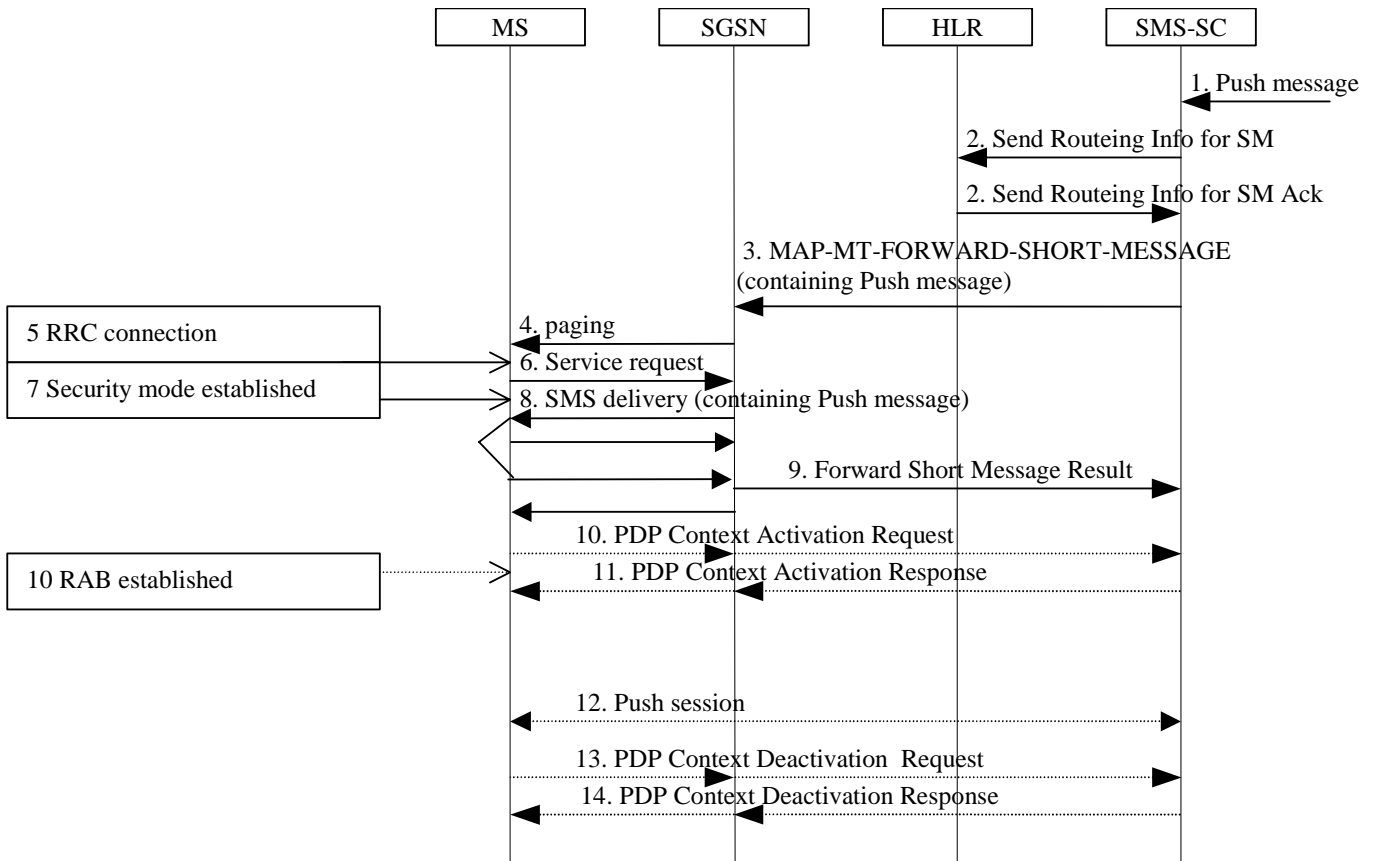 MS
SGSN
HLR
SMS-SC
1. Push message
2. Send Routeing Info for SM
2. Send Routeing Info for SM Ack
3. MAP-MT-FORWARD-SHORT-MESSAGE
(containing Push message)
5 RRC connection
4. paging
6. Service request
7 Security mode established
8. SMS delivery (containing Push message)
9. Forward Short Message Result
10. PDP Context Activation Request
10 RAB established
11. PDP Context Activation Response
12. Push session
13. PDP Context Deactivation  Request
14. PDP Context Deactivation Response